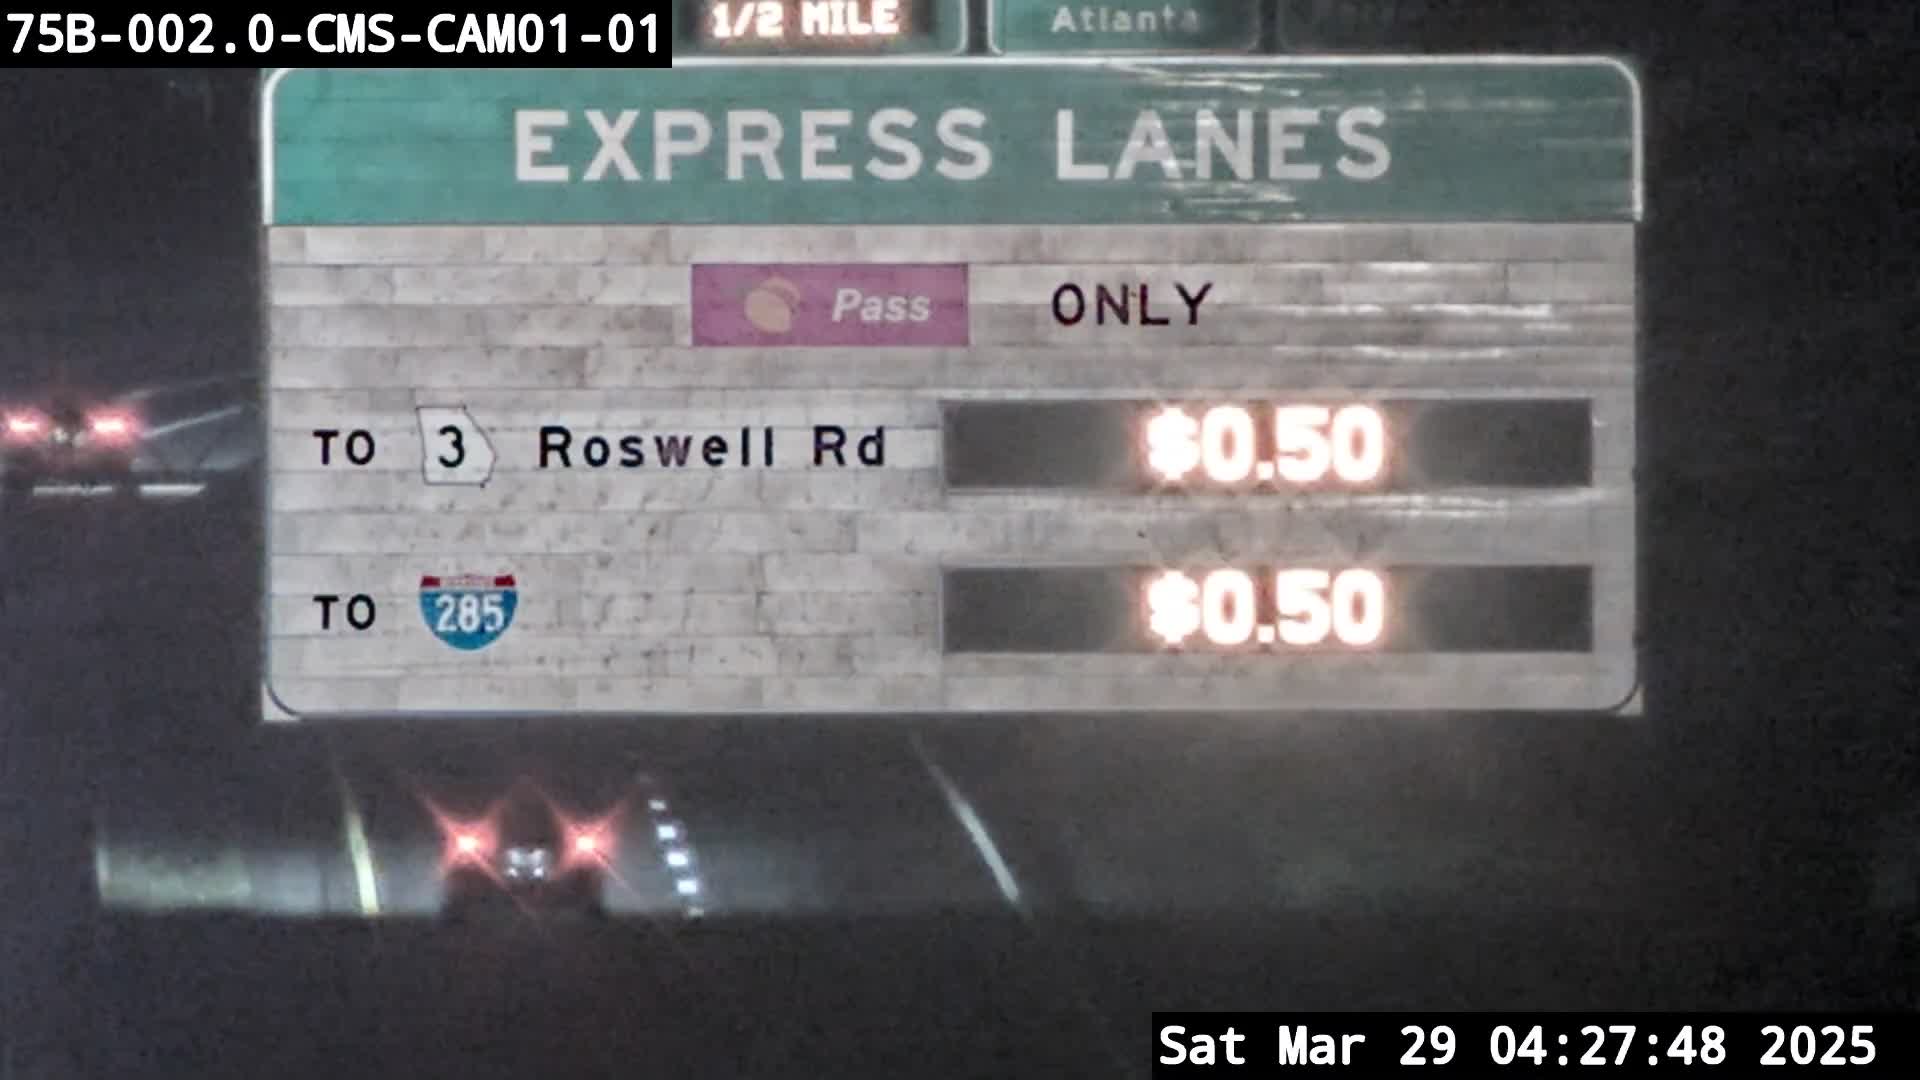 75B-002.0-CMS-CAM01-01
1/2 MILE
Atlanta
EXPRESS LANES
Pass ONLY
TO 3 Roswell Rd $0.50
TO 285 $0.50
Sat Mar 29 04:27:48 2025